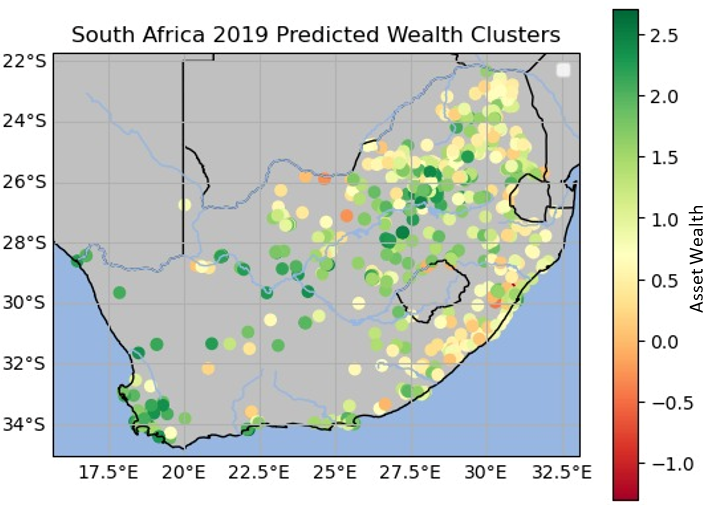 South Africa 2019 Predicted Wealth Clusters
22°S
24°S
26°S
28°S
30°S
32°S
34°S
17.5°E 20°E 22.5°E 25°E 27.5°E 30°E 32.5°E
2.5
2.0
1.5
1.0
0.5
0.0
−0.5
−1.0
Asset Wealth